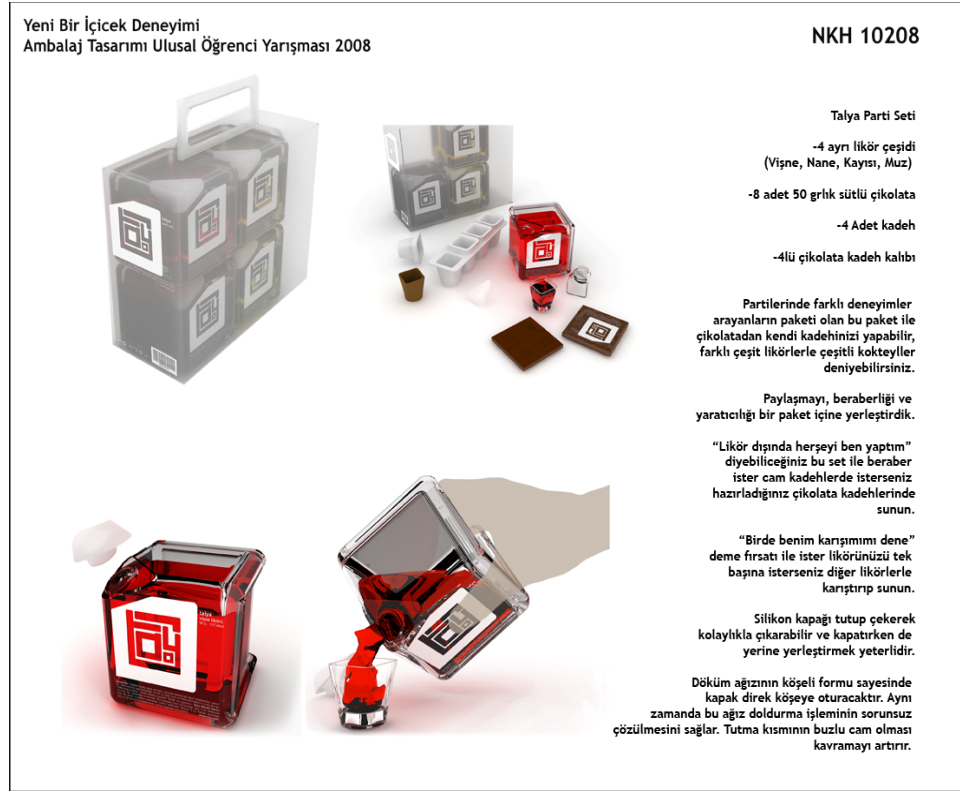 Yeni Bir İçicek Deneyimi
Ambalaj Tasarımı Ulusal Öğrenci Yarışması 2008
NKH 10208
Talya Parti Seti
-4 ayrı likör çeşidi
(Vişne, Nane, Kayısı, Muz)
-8 adet 50 grlık sütlü çikolata
-4 Adet kadeh
-4lü çikolata kadeh kalıbı
Partilerinde farklı deneyimler
arayanların paketi olan bu paket ile
çikolatadan kendi kadehinizi yapabilir,
farklı çeşit likörlerle çeşitli kokteyller
deniyebilirsiniz.
Paylaşmayı, beraberliği ve
yaratıcılığı bir paket içine yerleştirdik.
“Likör dışında herşeyi ben yaptım”
diyebiliceğiniz bu set ile beraber
ister cam kadehlerde isterseniz
hazırladığınız çikolata kadehlerinde
sunun.
“Birde benim karışımımı dene”
deme fırsatı ile ister likörünüzü tek
başına isterseniz diğer likörlerle
karıştırıp sunun.
Silikon kapağı tutup çekerek
kolaylıkla çıkarabilir ve kapatırken de
yerine yerleştirmek yeterlidir.
Döküm ağızının köşeli formu sayesinde
kapak direk köşeye oturacaktır. Aynı
zamanda bu ağız doldurma işleminin sorunsuz
çözülmesini sağlar. Tutma kısmının buzlu cam olması
kavramayı artırır.
talya